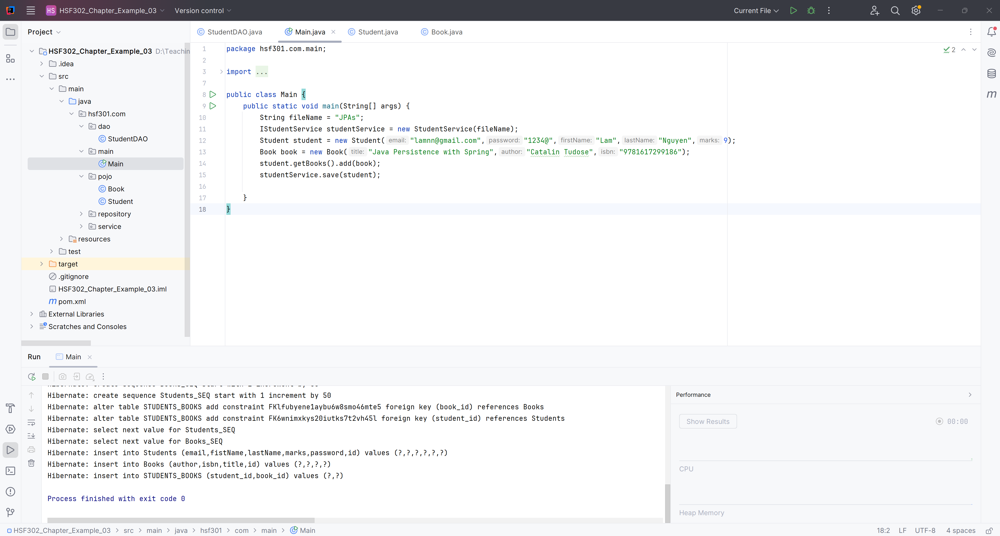 HS HSF302_Chapter_Example_03 Version control Current File
Project
StudentDAO.java Main.java Student.java Book.java
HSF302_Chapter_Example_03 D:\Teachin
.idea
src
main
java
hsf301.com
dao
StudentDAO
main
Main
pojo
Book
Student
repository
service
resources
test
target
.gitignore
HSF302_Chapter_Example_03.iml
pom.xml
External Libraries
Scratches and Consoles
2
1 package hsf301.com.main;
2
3 import ...
7
8 public class Main {
9 public static void main(String[] args) {
10 String fileName = "JPAs";
11 IStudentService studentService = new StudentService(fileName);
12 Student student = new Student( email: "lamnn@gmail.com", password: "1234@", firstName: "Lam", lastName: "Nguyen", marks: 9);
13 Book book = new Book( title: "Java Persistence with Spring", author: "Catalin Tudose", isbn: "9781617299186");
14 student.getBooks().add(book);
15 studentService.save(student);
16
17 }
18 }
Run Main
Hibernate: create sequence Students_SEQ start with 1 increment by 50
Hibernate: alter table STUDENTS_BOOKS add constraint FKlfubyene1aybu6w8smo46mte5 foreign key (book_id) references Books
Hibernate: alter table STUDENTS_BOOKS add constraint FK6wnimxkys20iutks7t2vh45l foreign key (student_id) references Students
Hibernate: select next value for Students_SEQ
Hibernate: select next value for Books_SEQ
Hibernate: insert into Students (email,fistName,lastName,marks,password,id) values (?,?,?,?,?,?)
Hibernate: insert into Books (author,isbn,title,id) values (?,?,?,?)
Hibernate: insert into STUDENTS_BOOKS (student_id,book_id) values (?,?)
Process finished with exit code 0
Performance
Show Results 00:00
CPU
Heap Memory
HSF302_Chapter_Example_03 > src > main > java > hsf301 > com > main > Main 18:2 LF UTF-8 4 spaces